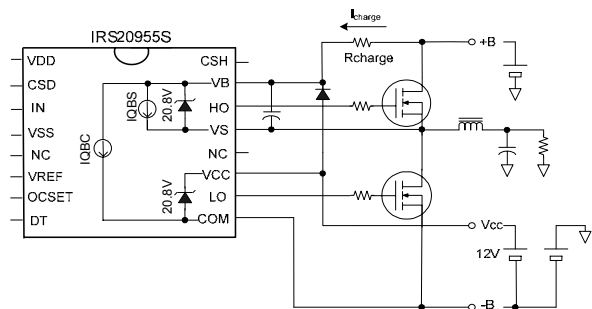 IRS20955S
I charge
+B
Rcharge
VDD
CSD
IN
VSS
NC
VREF
OCSET
DT
IQBC
IQBS
20.8V
20.8V
CSH
VB
HO
VS
NC
VCC
LO
COM
Vcc
12V
-B